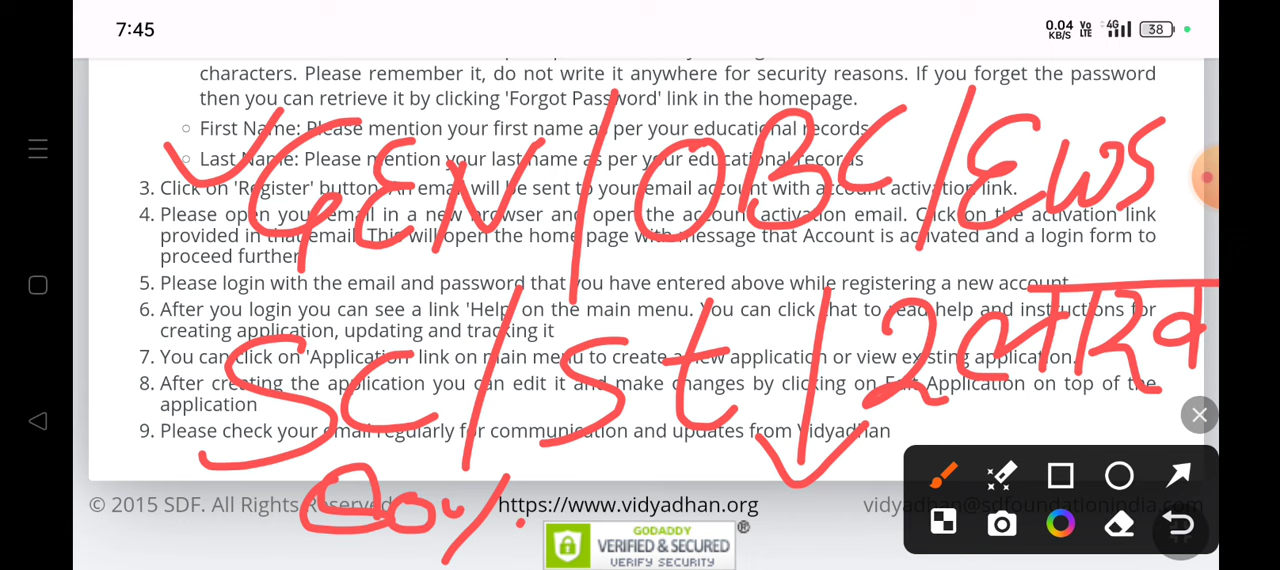 7:45
0.04 KB/S Vo LTE 4G 38
characters. Please remember it, do not write it anywhere for security reasons. If you forget the password
then you can retrieve it by clicking 'Forgot Password' link in the homepage.
First Name: Please mention your first name as per your educational records
Last Name: Please mention your last name as per your educational records
GEN/OBC/EWS
3. Click on 'Register' button. An email will be sent to your email account with account activation link.
4. Please open your email in a new browser and open the account activation email. Click on the activation link
provided in that email. This will open the home page with message that Account is activated and a login form to
proceed further
5. Please login with the email and password that you have entered above while registering a new account
6. After you login you can see a link 'Help' on the main menu. You can click that to read help and instructions for
creating application, updating and tracking it
SC/St 2 लाख
7. You can click on 'Application' link on main menu to create a new application or view existing application.
8. After creating the application you can edit it and make changes by clicking on Edit Application on top of the
application
9. Please check your email regularly for communication and updates from Vidyadhan
© 2015 SDF. All Rights Reserved
https://www.vidyadhan.org
vidyadhan@sdfoundationindia.com
GODADDY
VERIFIED & SECURED
VERIFY SECURITY